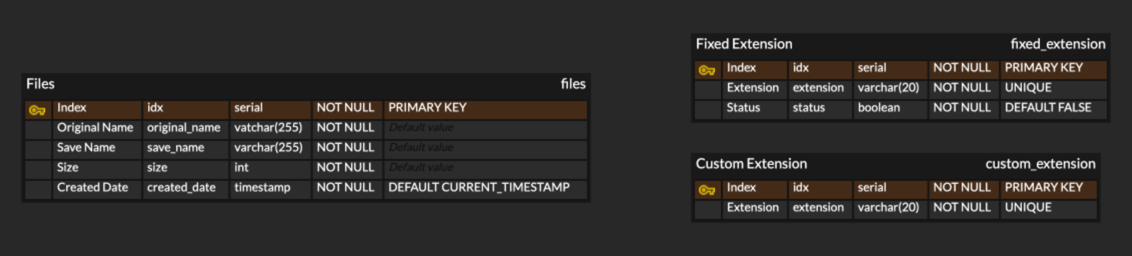 Files files
Index idx serial NOT NULL PRIMARY KEY
Original Name original_name vatchar(255) NOT NULL Default value
Save Name save_name varchar(255) NOT NULL Default value
Size size int NOT NULL Default value
Created Date created_date timestamp NOT NULL DEFAULT CURRENT_TIMESTAMP
Fixed Extension fixed_extension
Index idx serial NOT NULL PRIMARY KEY
Extension extension varchar(20) NOT NULL UNIQUE
Status status boolean NOT NULL DEFAULT FALSE
Custom Extension custom_extension
Index idx serial NOT NULL PRIMARY KEY
Extension extension varchar(20) NOT NULL UNIQUE